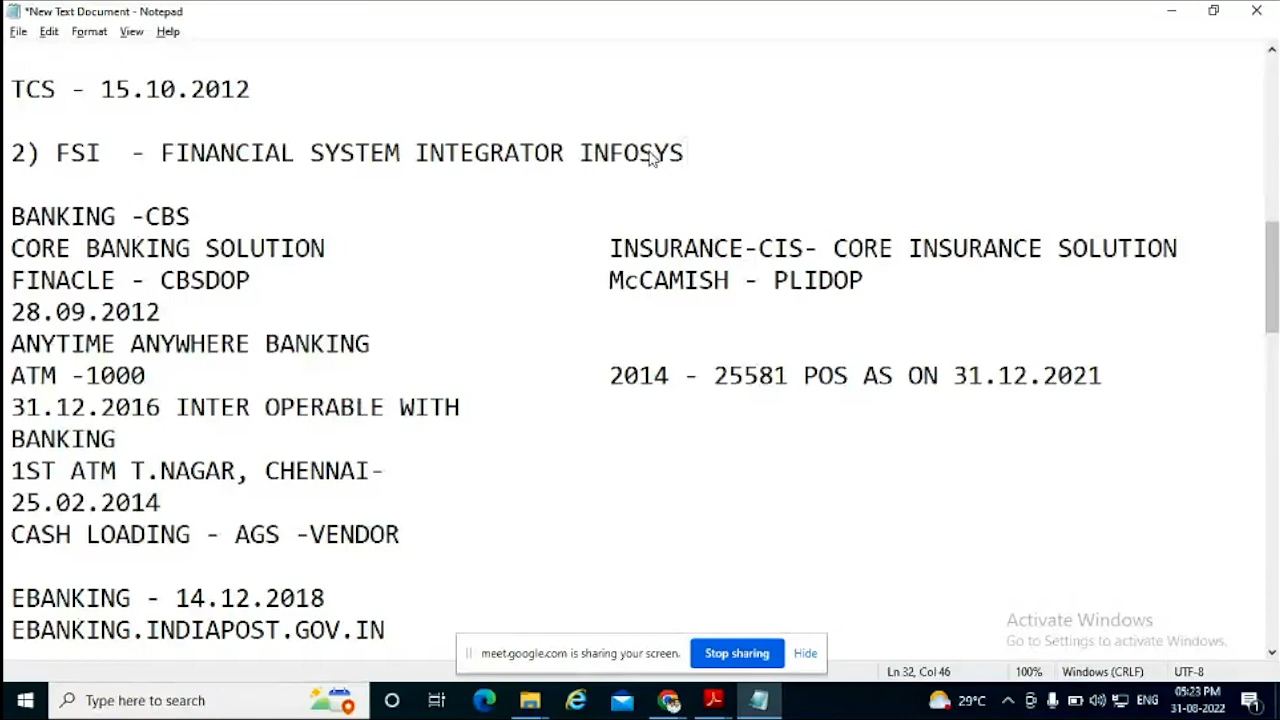 *New Text Document - Notepad
File Edit Format View Help
TCS - 15.10.2012
2) FSI - FINANCIAL SYSTEM INTEGRATOR INFOSYS
BANKING -CBS
CORE BANKING SOLUTION
FINACLE - CBSDOP
28.09.2012
ANYTIME ANYWHERE BANKING
ATM -1000
31.12.2016 INTER OPERABLE WITH
BANKING
1ST ATM T.NAGAR, CHENNAI-
25.02.2014
CASH LOADING - AGS -VENDOR
EBANKING - 14.12.2018
EBANKING.INDIAPOST.GOV.IN
INSURANCE-CIS- CORE INSURANCE SOLUTION
McCAMISH - PLIDOP
2014 - 25581 POS AS ON 31.12.2021
Activate Windows
Go to Settings to activate Windows.
meet.google.com is sharing your screen. Stop sharing Hide
Ln 32, Col 46 100% Windows (CRLF) UTF-8
Type here to search
29°C
ENG
05:23 PM
31-08-2022
1